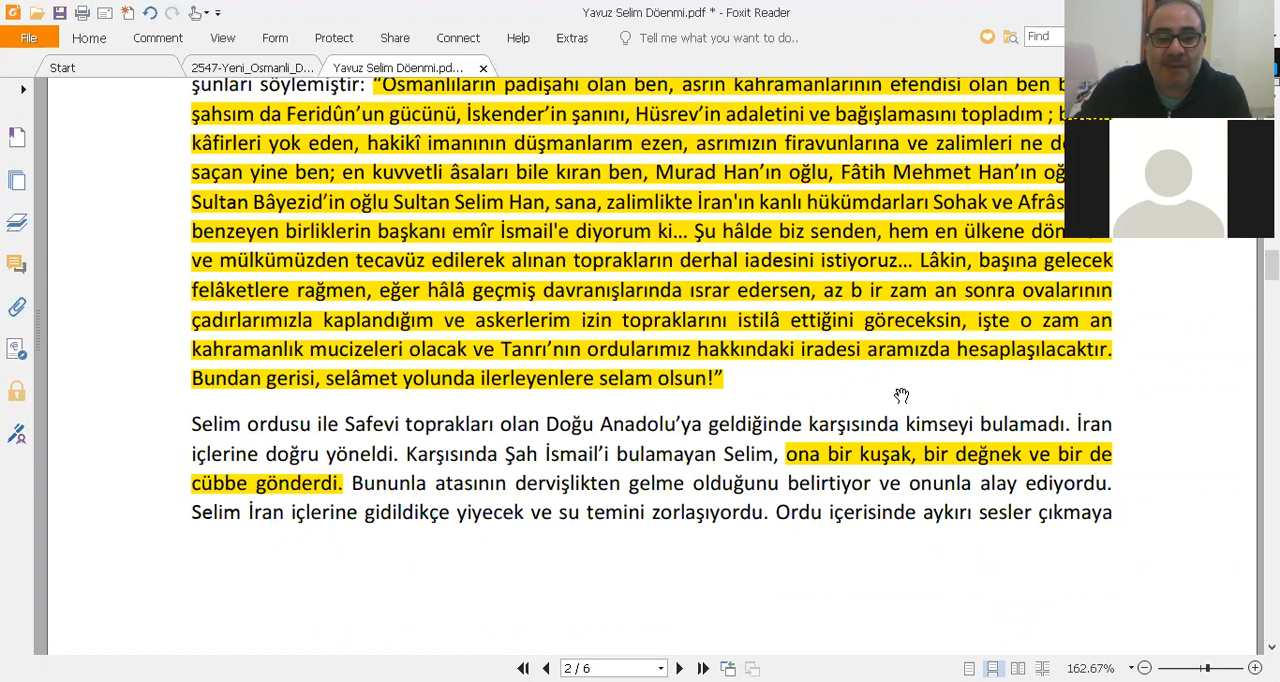 Yavuz Selim Döenmi.pdf * - Foxit Reader
File Home Comment View Form Protect Share Connect Help Extras Tell me what you want to do.. Find
Start 2547-Yeni_Osmanli_D... Yavuz Selim Döenmi.pd...
şunları söylemiştir: “Osmanlıların padişahı olan ben, asrın kahramanlarının efendisi olan ben
şahsım da Feridûn’un gücünü, İskender’in şanını, Hüsrev’in adaletini ve bağışlamasını topladım ;
kâfirleri yok eden, hakikî imanının düşmanlarım ezen, asrımızın firavunlarına ve zalimleri ne
saçan yine ben; en kuvvetli âsaları bile kıran ben, Murad Han’ın oğlu, Fâtih Mehmet Han’ın
Sultan Bâyezid’in oğlu Sultan Selim Han, sana, zalimlikte İran'ın kanlı hükümdarları Sohak ve
benzeyen birliklerin başkanı emîr İsmail'e diyorum ki... Şu hâlde biz senden, hem en ülkene
ve mülkümüzden tecavüz edilerek alınan toprakların derhal iadesini istiyoruz... Lâkin, başına gelecek
felâketlere rağmen, eğer hâlâ geçmiş davranışlarında ısrar edersen, az b ir zam an sonra ovalarının
çadırlarımızla kaplandığım ve askerlerim izin topraklarını istilâ ettiğini göreceksin, işte o zam an
kahramanlık mucizeleri olacak ve Tanrı’nın ordularımız hakkındaki iradesi aramızda hesaplaşılacaktır.
Bundan gerisi, selâmet yolunda ilerleyenlere selam olsun!”
Selim ordusu ile Safevi toprakları olan Doğu Anadolu’ya geldiğinde karşısında kimseyi bulamadı. İran
içlerine doğru yöneldi. Karşısında Şah İsmail’i bulamayan Selim, ona bir kuşak, bir değnek ve bir de
cübbe gönderdi. Bununla atasının dervişlikten gelme olduğunu belirtiyor ve onunla alay ediyordu.
Selim İran içlerine gidildikçe yiyecek ve su temini zorlaşıyordu. Ordu içerisinde aykırı sesler çıkmaya
2 / 6 162.67%